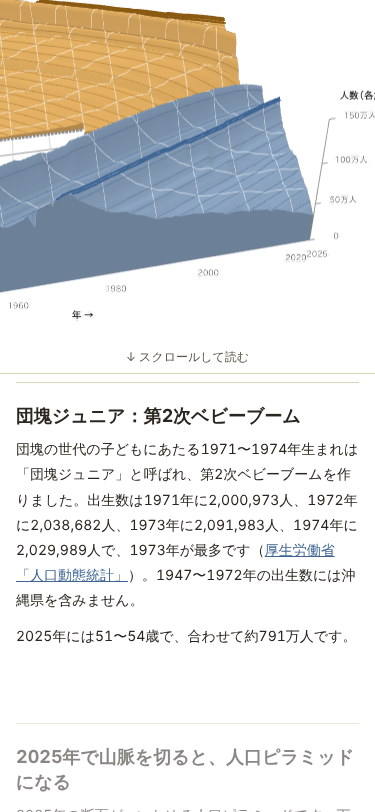 人数(各
150万人
100万人
50万人
0
2025
2020
2000
1980
1960
年 →
↓ スクロールして読む
団塊ジュニア：第2次ベビーブーム
団塊の世代の子どもにあたる1971〜1974年生まれは
「団塊ジュニア」と呼ばれ、第2次ベビーブームを作
りました。出生数は1971年に2,000,973人、1972年
に2,038,682人、1973年に2,091,983人、1974年に
2,029,989人で、1973年が最多です（厚生労働省
「人口動態統計」）。1947〜1972年の出生数には沖
縄県を含みません。
2025年には51〜54歳で、合わせて約791万人です。
2025年で山脈を切ると、人口ピラミッド
になる